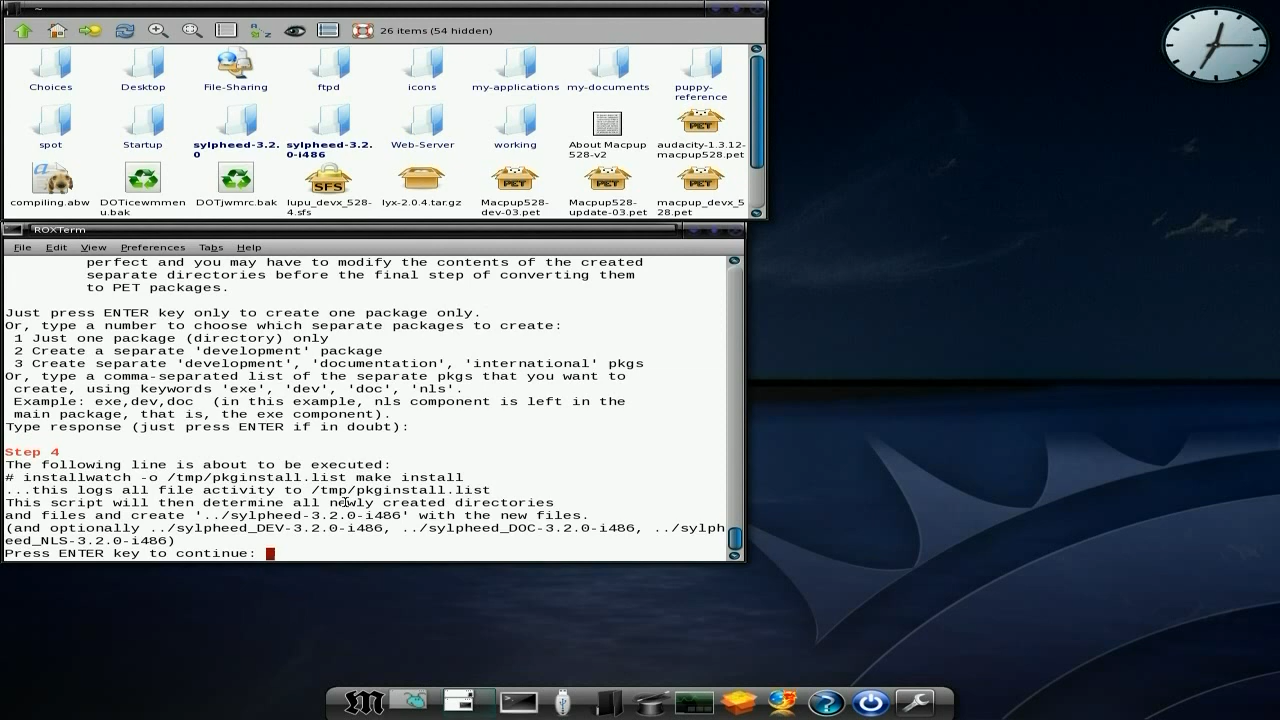 ~
26 items (54 hidden)
Choices
Desktop
File-Sharing
ftpd
icons
my-applications
my-documents
puppy-
reference
spot
Startup
sylpheed-3.2.
0
sylpheed-3.2.
0-i486
Web-Server
working
About Macpup
528-v2
audacity-1.3.12-
macpup528.pet
compiling.abw
DOTicewmmen
u.bak
DOTjwmrc.bak
lupu_devx_528-
4.sfs
lyx-2.0.4.tar.gz
Macpup528-
dev-03.pet
Macpup528-
update-03.pet
macpup_devx_5
28.pet
PET
PET
PET
PET
SFS
ROXTerm
File Edit View Preferences Tabs Help
perfect and you may have to modify the contents of the created
separate directories before the final step of converting them
to PET packages.
Just press ENTER key only to create one package only.
Or, type a number to choose which separate packages to create:
1 Just one package (directory) only
2 Create a separate 'development' package
3 Create separate 'development', 'documentation', 'international' pkgs
Or, type a comma-separated list of the separate pkgs that you want to
create, using keywords 'exe', 'dev', 'doc', 'nls'.
Example: exe,dev,doc (in this example, nls component is left in the
main package, that is, the exe component).
Type response (just press ENTER if in doubt):
Step 4
The following line is about to be executed:
# installwatch -o /tmp/pkginstall.list make install
...this logs all file activity to /tmp/pkginstall.list
This script will then determine all newly created directories
and files and create '../sylpheed-3.2.0-i486' with the new files.
(and optionally ../sylpheed_DEV-3.2.0-i486, ../sylpheed_DOC-3.2.0-i486, ../sylph
eed_NLS-3.2.0-i486)
Press ENTER key to continue: